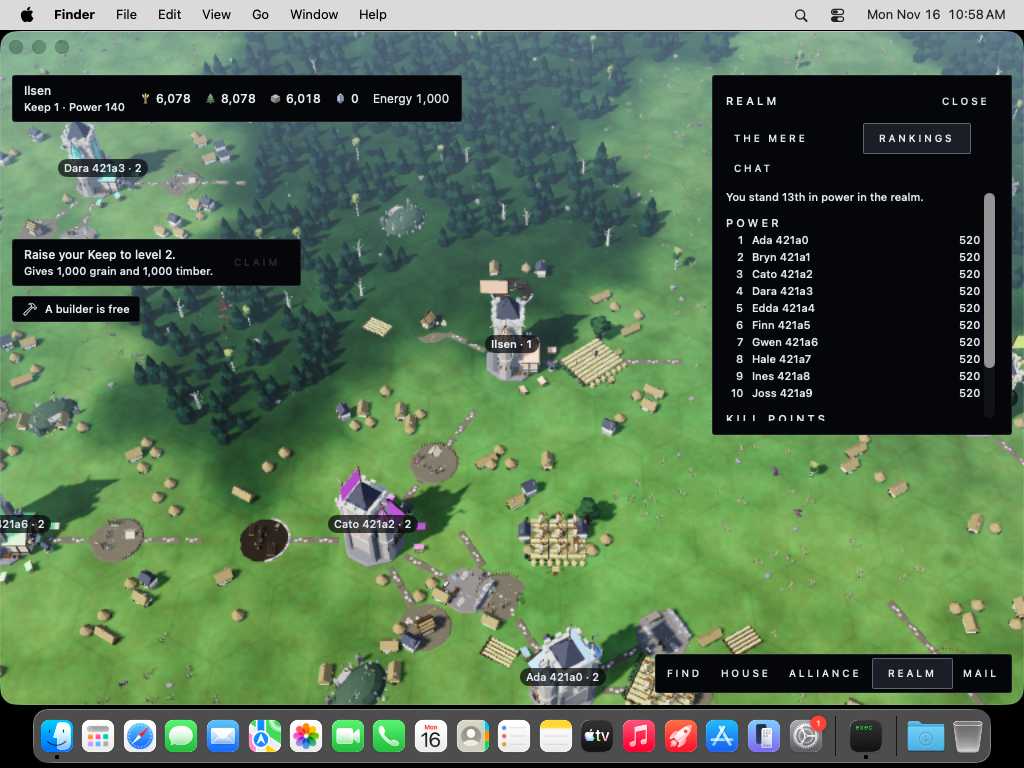 Finder File Edit View Go Window Help Mon Nov 16 10:58 AM
Ilsen
Keep 1 · Power 140
6,078 8,078 6,018 0 Energy 1,000
REALM CLOSE
THE MERE RANKINGS
CHAT
You stand 13th in power in the realm.
POWER
1 Ada 421a0 520
2 Bryn 421a1 520
3 Cato 421a2 520
4 Dara 421a3 520
5 Edda 421a4 520
6 Finn 421a5 520
7 Gwen 421a6 520
8 Hale 421a7 520
9 Ines 421a8 520
10 Joss 421a9 520
KILL POINTS
Dara 421a3 · 2
Raise your Keep to level 2.
Gives 1,000 grain and 1,000 timber.
CLAIM
A builder is free
Ilsen · 1
21a6 · 2
Cato 421a2 · 2
Ada 421a0 · 2
FIND HOUSE ALLIANCE REALM MAIL
Mon
16
tv
1
exec